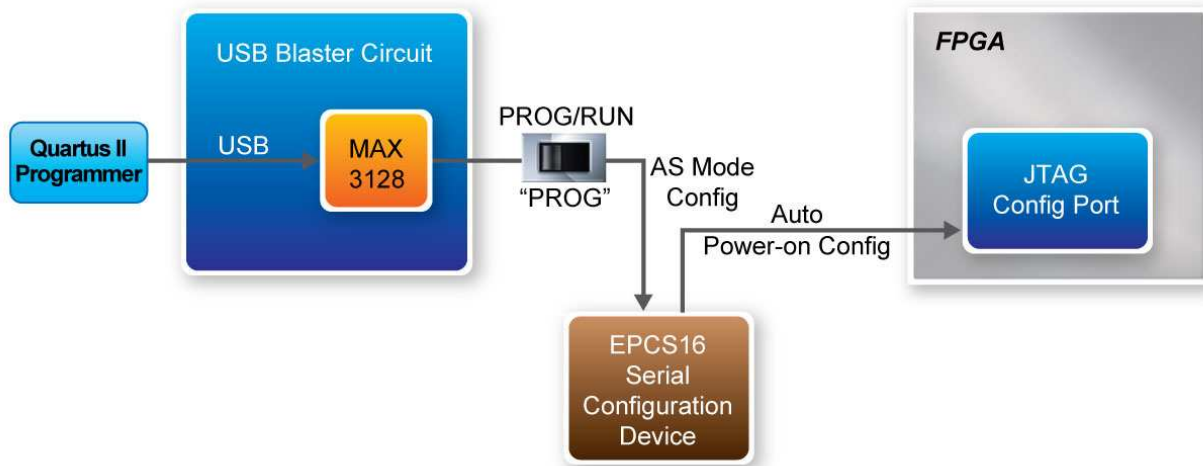 USB Blaster Circuit
FPGA
Quartus II
Programmer
USB
MAX
3128
PROG/RUN
“PROG”
AS Mode
Config
Auto
Power-on Config
JTAG
Config Port
EPCS16
Serial
Configuration
Device